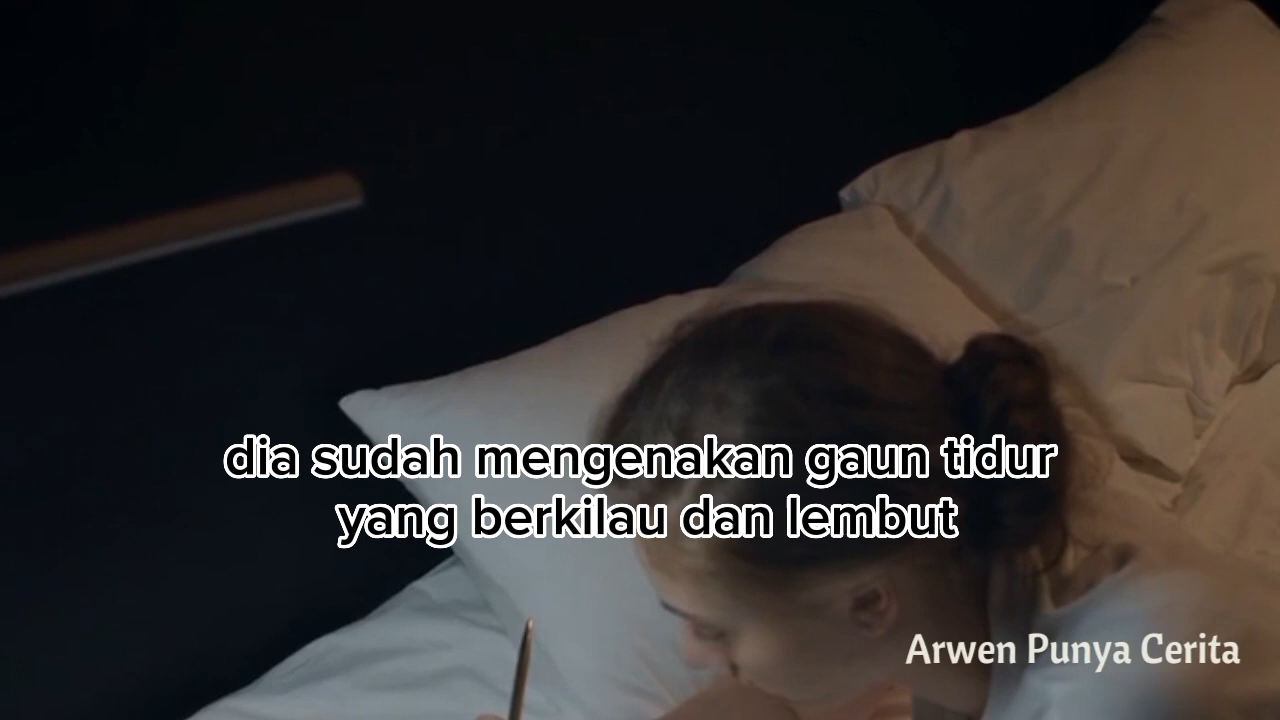 dia sudah mengenakan gaun tidur
yang berkilau dan lembut
Arwen Punya Cerita